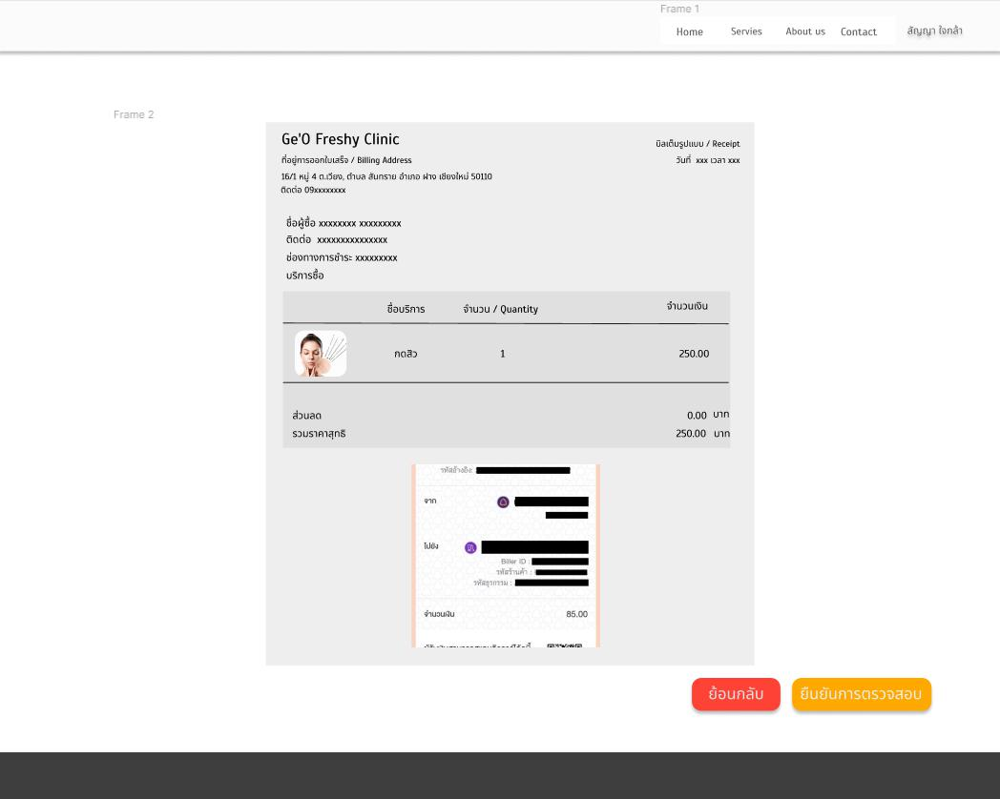 Frame 1
Home Servies About us Contact สัญญา ใจกล้า
Frame 2
Ge'O Freshy Clinic
บิลเต็มรูปแบบ / Receipt
ที่อยู่การออกใบเสร็จ / Billing Address
วันที่ xxx เวลา xxx
16/1 หมู่ 4 ต.เวียง, ตำบล สันทราย อำเภอ ฝาง เชียงใหม่ 50110
ติดต่อ 09xxxxxxxx
ชื่อผู้ซื้อ xxxxxxxx xxxxxxxxx
ติดต่อ xxxxxxxxxxxxxxx
ช่องทางการชำระ xxxxxxxxx
บริการซื้อ
ชื่อบริการ จำนวน / Quantity จำนวนเงิน
กดสิว 1 250.00
ส่วนลด 0.00 บาท
รวมราคาสุทธิ 250.00 บาท
รหัสอ้างอิง:
จาก
ไปยัง
Biller ID :
รหัสร้านค้า :
รหัสธุรกรรม :
จำนวนเงิน 85.00
ย้อนกลับ ยืนยันการตรวจสอบ